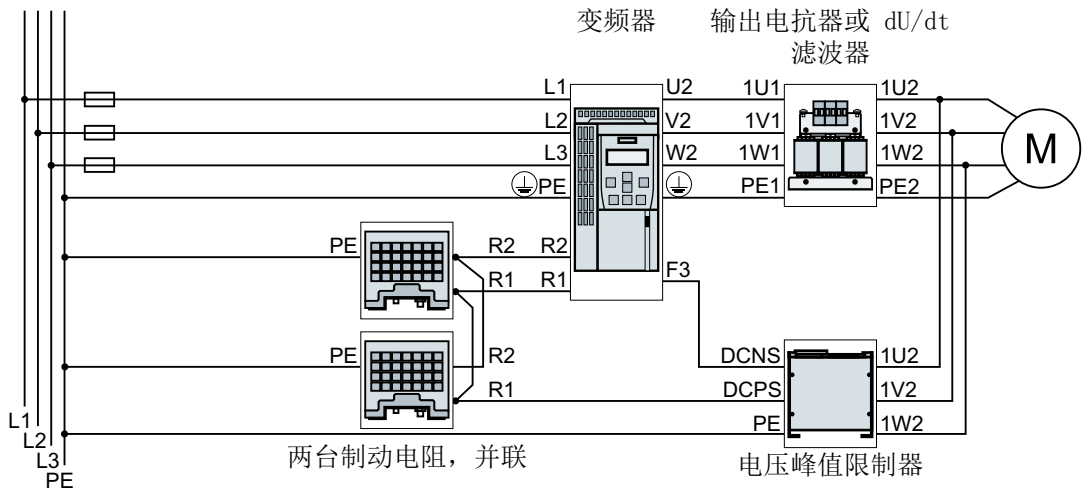 变频器
输出电抗器或 dU/dt
滤波器
L1 U2 1U1 1U2
L2 V2 1V1 1V2
L3 W2 1W1 1W2
PE PE1 PE2
M
PE R2 R2
R1 R1 F3
PE R2 DCNS 1U2
R1 DCPS 1V2
PE 1W2
L1
L2
L3
PE
两台制动电阻，并联
电压峰值限制器